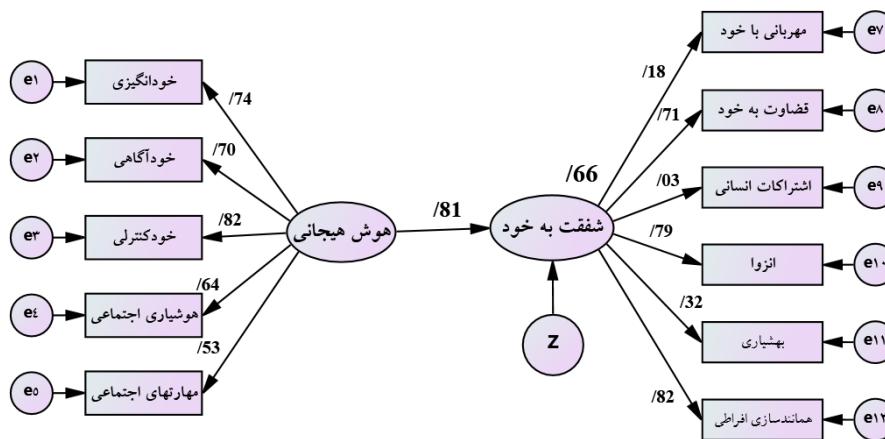 مهربانی با خود
e۷
خودانگیزی
e۱
/18
/74
قضاوت به خود
e۸
/71
خودآگاهی
e۲
/70
/66
اشتراکات انسانی
e۹
/03
شفقت به خود
/81
هوش هیجانی
/82
خودکنترلی
e۳
انزوا
e۱۰
/79
هوشیاری اجتماعی
e٤
/64
/32
بهشیاری
e۱۱
Z
مهارتهای اجتماعی
e٥
/53
/82
همانندسازی افراطی
e۱۲